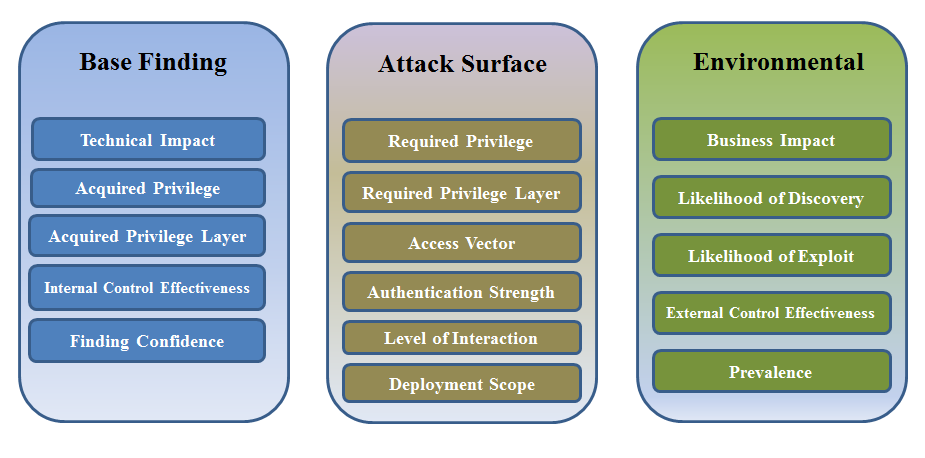 Base Finding
Technical Impact
Acquired Privilege
Acquired Privilege Layer
Internal Control Effectiveness
Finding Confidence
Attack Surface
Required Privilege
Required Privilege Layer
Access Vector
Authentication Strength
Level of Interaction
Deployment Scope
Environmental
Business Impact
Likelihood of Discovery
Likelihood of Exploit
External Control Effectiveness
Prevalence